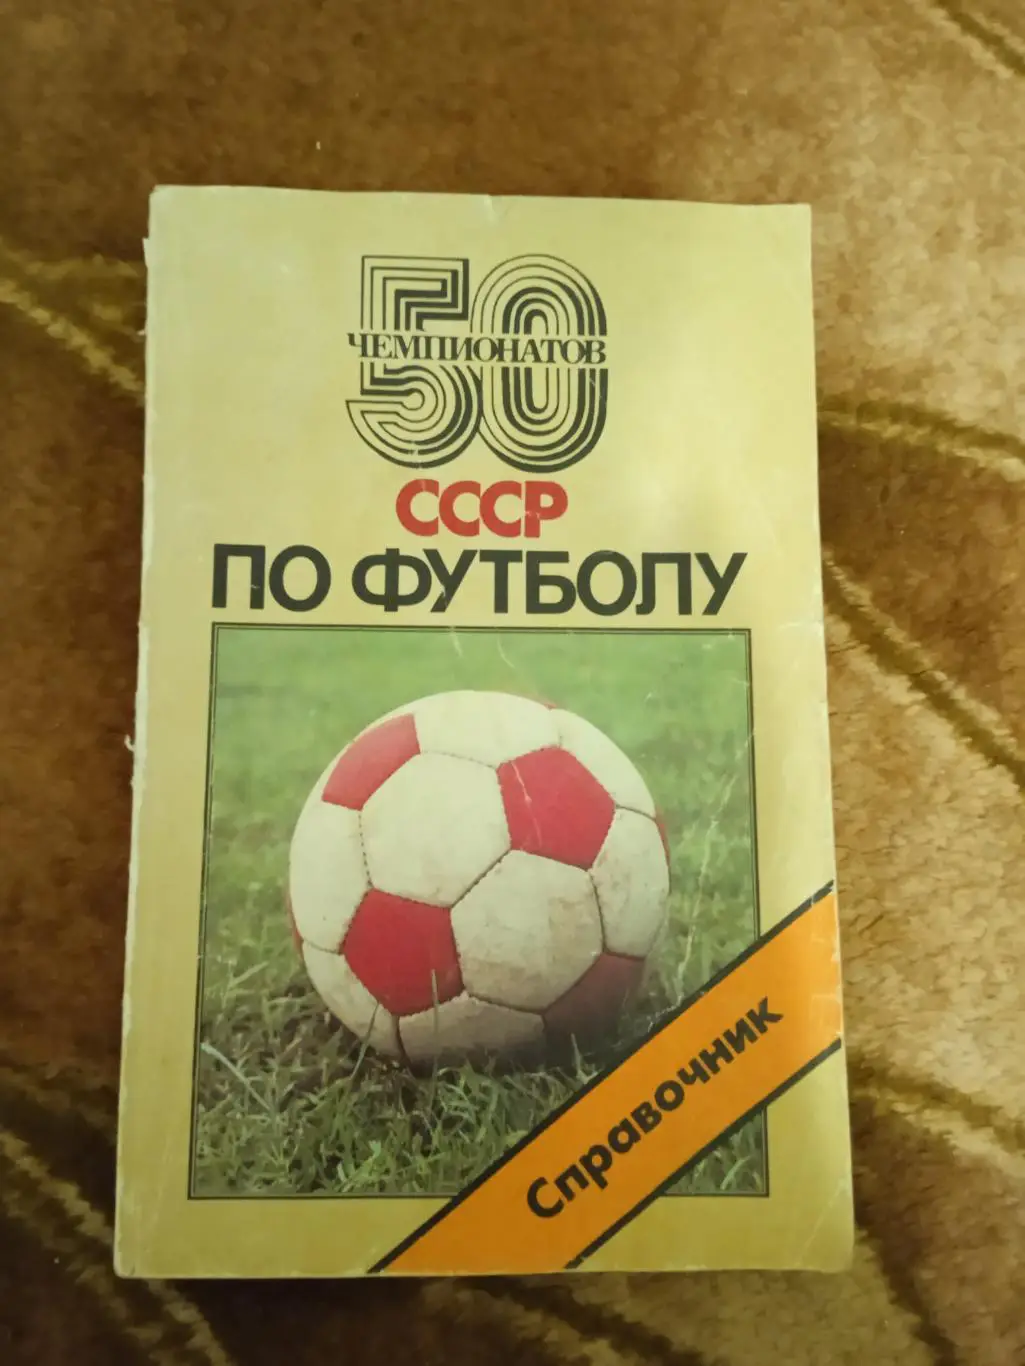 50
ЧЕМПИОНАТОВ
СССР
ПО ФУТБОЛУ
Справочник